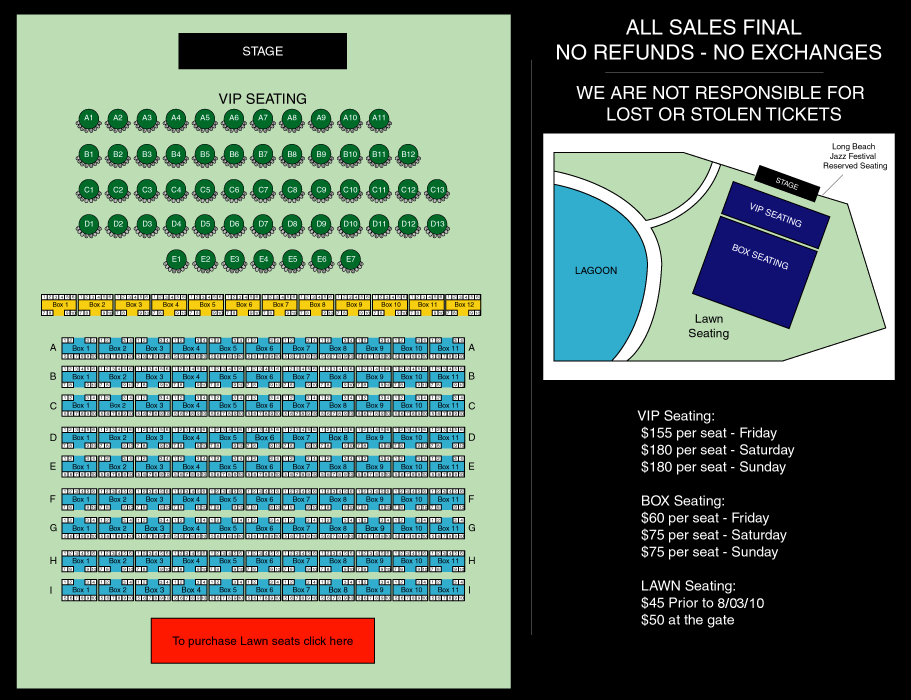 STAGE
VIP SEATING
A1 A2 A3 A4 A5 A6 A7 A8 A9 A10 A11
B1 B2 B3 B4 B5 B6 B7 B8 B9 B10 B11 B12
C1 C2 C3 C4 C5 C6 C7 C8 C9 C10 C11 C12 C13
D1 D2 D3 D4 D5 D6 D7 D8 D9 D10 D11 D12 D13
E1 E2 E3 E4 E5 E6 E7
Box 1 Box 2 Box 3 Box 4 Box 5 Box 6 Box 7 Box 8 Box 9 Box 10 Box 11 Box 12
A Box 1 Box 2 Box 3 Box 4 Box 5 Box 6 Box 7 Box 8 Box 9 Box 10 Box 11 A
B Box 1 Box 2 Box 3 Box 4 Box 5 Box 6 Box 7 Box 8 Box 9 Box 10 Box 11 B
C Box 1 Box 2 Box 3 Box 4 Box 5 Box 6 Box 7 Box 8 Box 9 Box 10 Box 11 C
D Box 1 Box 2 Box 3 Box 4 Box 5 Box 6 Box 7 Box 8 Box 9 Box 10 Box 11 D
E Box 1 Box 2 Box 3 Box 4 Box 5 Box 6 Box 7 Box 8 Box 9 Box 10 Box 11 E
F Box 1 Box 2 Box 3 Box 4 Box 5 Box 6 Box 7 Box 8 Box 9 Box 10 Box 11 F
G Box 1 Box 2 Box 3 Box 4 Box 5 Box 6 Box 7 Box 8 Box 9 Box 10 Box 11 G
H Box 1 Box 2 Box 3 Box 4 Box 5 Box 6 Box 7 Box 8 Box 9 Box 10 Box 11 H
I Box 1 Box 2 Box 3 Box 4 Box 5 Box 6 Box 7 Box 8 Box 9 Box 10 Box 11 I
To purchase Lawn seats click here
ALL SALES FINAL
NO REFUNDS - NO EXCHANGES
WE ARE NOT RESPONSIBLE FOR
LOST OR STOLEN TICKETS
Long Beach
Jazz Festival
Reserved Seating
STAGE
VIP SEATING
BOX SEATING
LAGOON
Lawn
Seating
VIP Seating:
$155 per seat - Friday
$180 per seat - Saturday
$180 per seat - Sunday
BOX Seating:
$60 per seat - Friday
$75 per seat - Saturday
$75 per seat - Sunday
LAWN Seating:
$45 Prior to 8/03/10
$50 at the gate